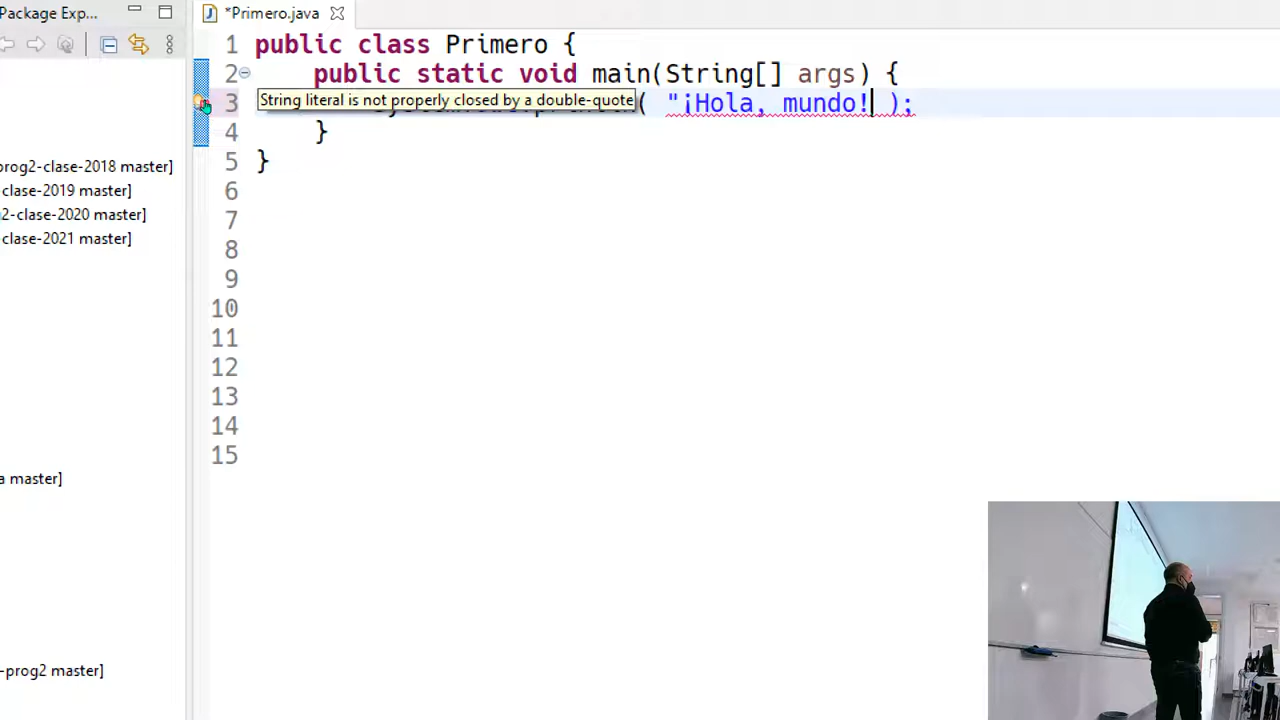 Package Exp...
*Primero.java
1 public class Primero {
2 public static void main(String[] args) {
String literal is not properly closed by a double-quote
3 ( "¡Hola, mundo! );
4 }
5 }
6
7
8
9
10
11
12
13
14
15
prog2-clase-2018 master]
-clase-2019 master]
2-clase-2020 master]
-clase-2021 master]
a master]
-prog2 master]